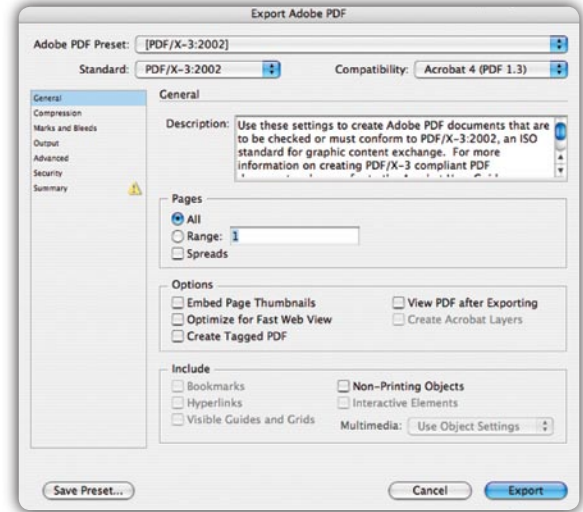 Export Adobe PDF
Adobe PDF Preset: [PDF/X-3:2002]
Standard: PDF/X-3:2002 Compatibility: Acrobat 4 (PDF 1.3)
General
Compression
Marks and Bleeds
Output
Advanced
Security
Summary
General
Description: Use these settings to create Adobe PDF documents that are
to be checked or must conform to PDF/X-3:2002, an ISO
standard for graphic content exchange. For more
information on creating PDF/X-3 compliant PDF
Pages
All
Range: 1
Spreads
Options
Embed Page Thumbnails View PDF after Exporting
Optimize for Fast Web View Create Acrobat Layers
Create Tagged PDF
Include
Bookmarks Non-Printing Objects
Hyperlinks Interactive Elements
Visible Guides and Grids Multimedia: Use Object Settings
Save Preset... Cancel Export